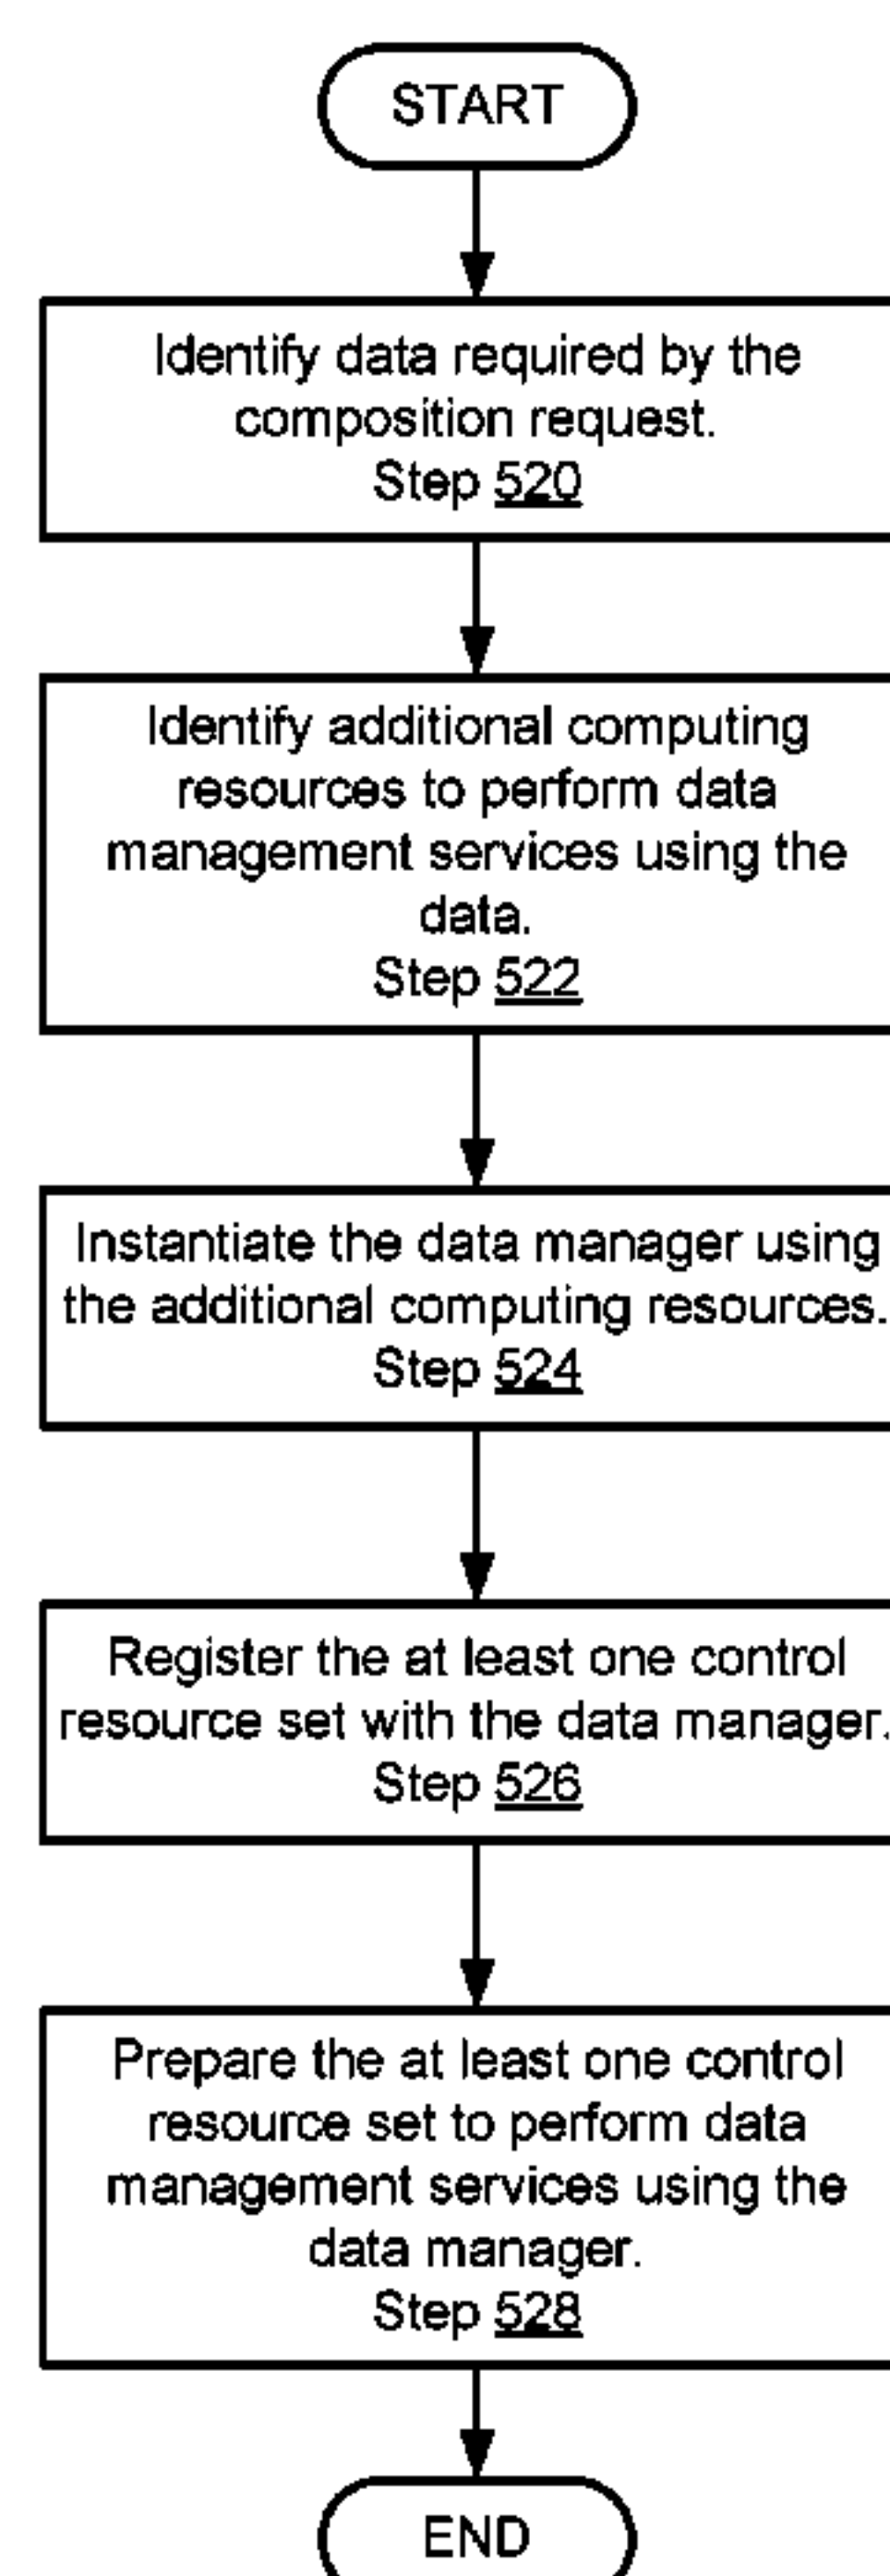 START
Identify data required by the
composition request.
Step 520
Identify additional computing
resources to perform data
management services using the
data.
Step 522
Instantiate the data manager using
the additional computing resources.
Step 524
Register the at least one control
resource set with the data manager.
Step 526
Prepare the at least one control
resource set to perform data
management services using the
data manager.
Step 528
END